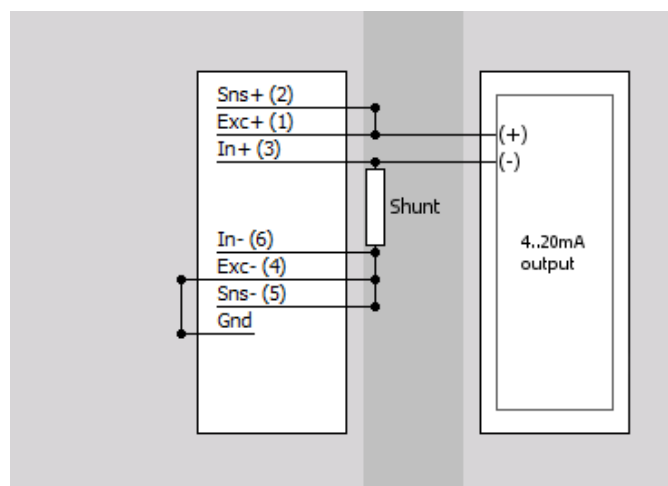 Sns+ (2)
Exc+ (1)
In+ (3)
(+)
(-)
Shunt
In- (6)
Exc- (4)
Sns- (5)
Gnd
4..20mA
output